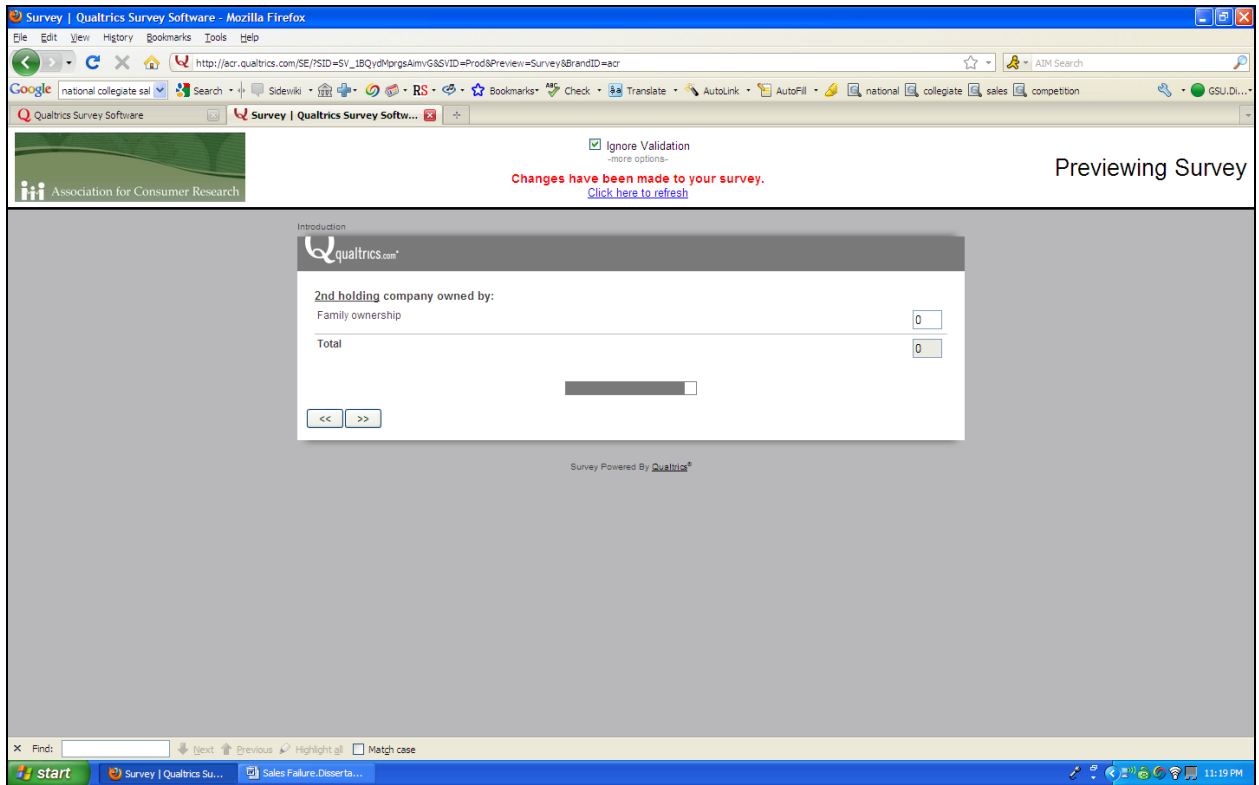 Survey | Qualtrics Survey Software - Mozilla Firefox
File Edit View History Bookmarks Tools Help
http://acr.qualtrics.com/SE/?SID=SV_1BQydMprgsAimvG&SVID=Prod&Preview=Survey&BrandID=acr AIM Search
Google national collegiate sal Search Sidewiki RS Bookmarks ABC Check Translate AutoLink AutoFill national collegiate sales competition GSU.Di...
Qualtrics Survey Software Survey | Qualtrics Survey Softw...
Ignore Validation
-more options-
Changes have been made to your survey.
Click here to refresh
Previewing Survey
Association for Consumer Research
Introduction
qualtrics.com
2nd holding company owned by:
Family ownership 0
Total 0
<< >>
Survey Powered By Qualtrics®
× Find: Next Previous Highlight all Match case
start Survey | Qualtrics Su... Sales Failure.Disserta... 11:19 PM